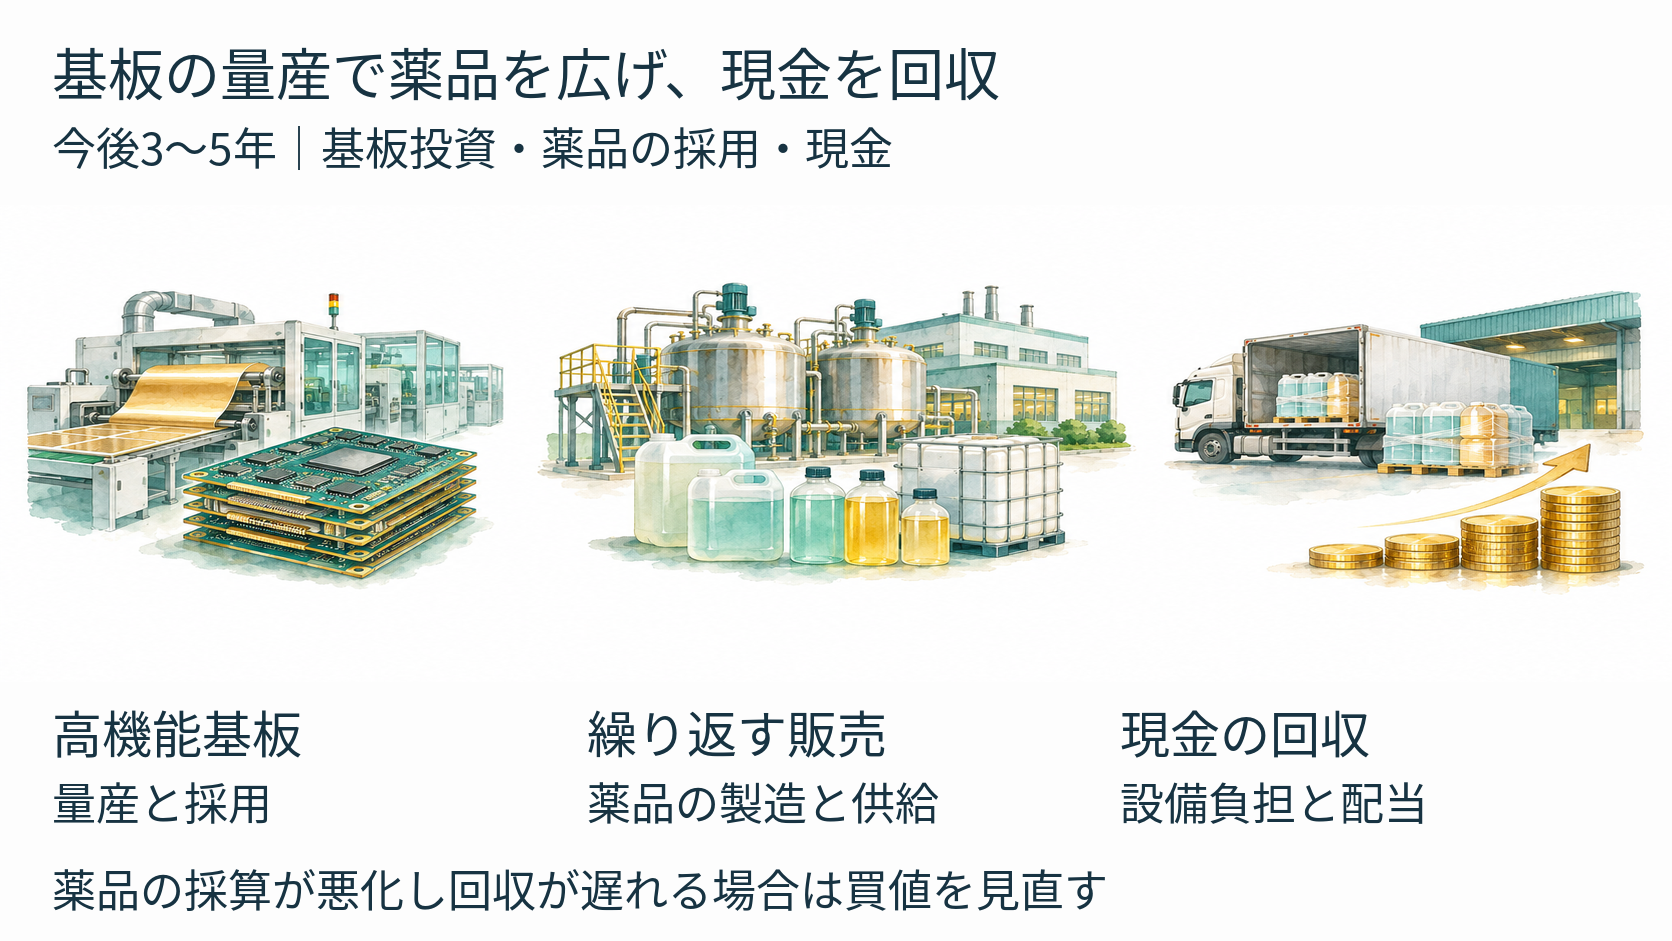 基板の量産で薬品を広げ、現金を回収
今後3〜5年｜基板投資・薬品の採用・現金
高機能基板
量産と採用
繰り返す販売
薬品の製造と供給
現金の回収
設備負担と配当
薬品の採算が悪化し回収が遅れる場合は買値を見直す